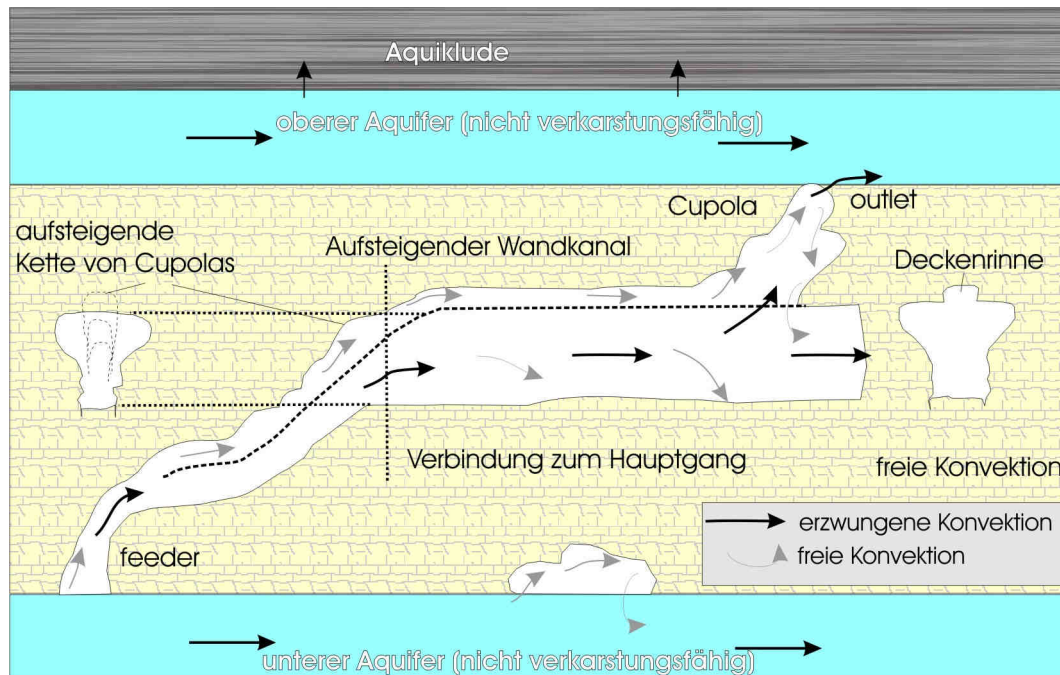 Aquiklude
oberer Aquifer (nicht verkarstungsfähig)
Cupola
outlet
aufsteigende
Kette von Cupolas
Aufsteigender Wandkanal
Deckenrinne
Verbindung zum Hauptgang
freie Konvektion
erzwungene Konvektion
freie Konvektion
feeder
unterer Aquifer (nicht verkarstungsfähig)